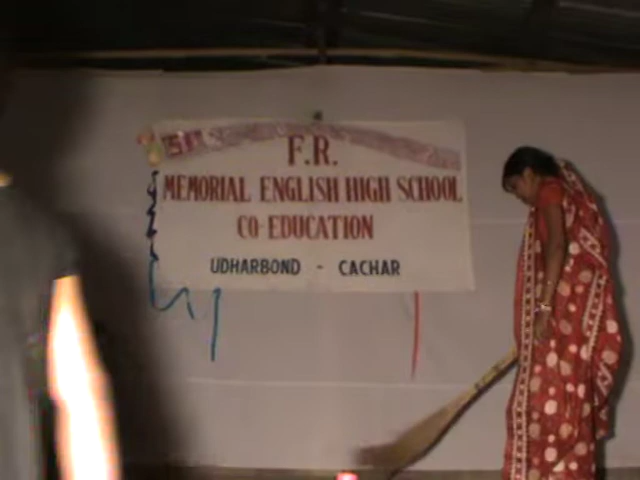 F.R.
MEMORIAL ENGLISH HIGH SCHOOL
CO-EDUCATION
UDHARBOND - CACHAR